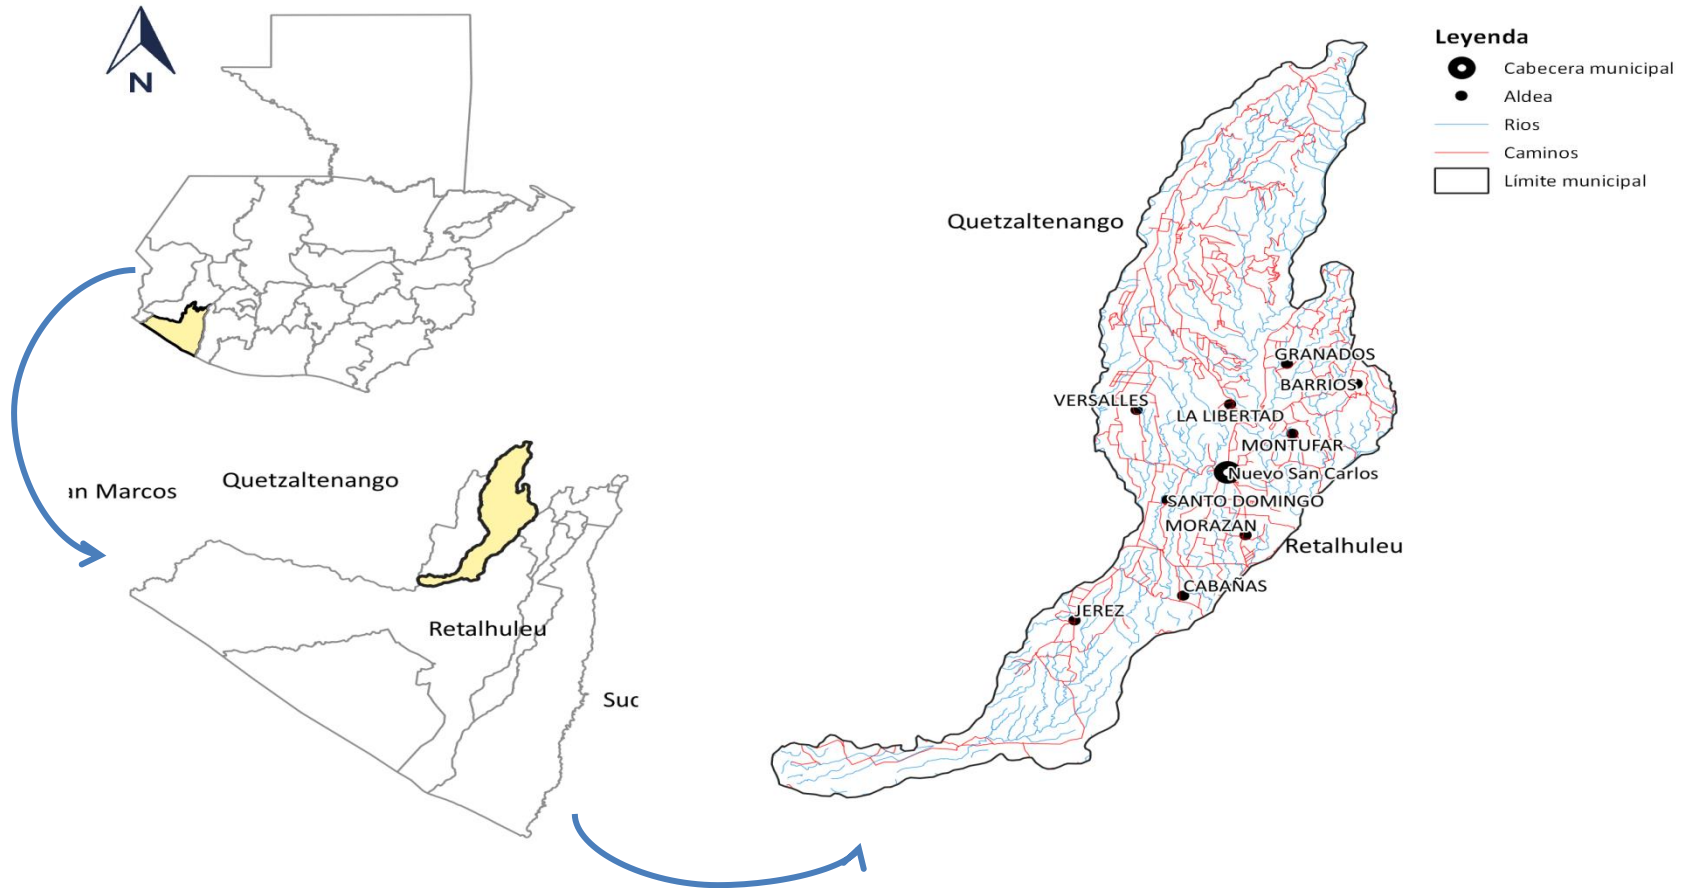 N
Leyenda
Cabecera municipal
Aldea
Rios
Caminos
Límite municipal
Quetzaltenango
GRANADOS
BARRIOS
VERSALLES
LA LIBERTAD
MONTUFAR
Nuevo San Carlos
SANTO DOMINGO
MORAZAN
Retalhuleu
CABAÑAS
JEREZ
Quetzaltenango
an Marcos
Retalhuleu
Suc